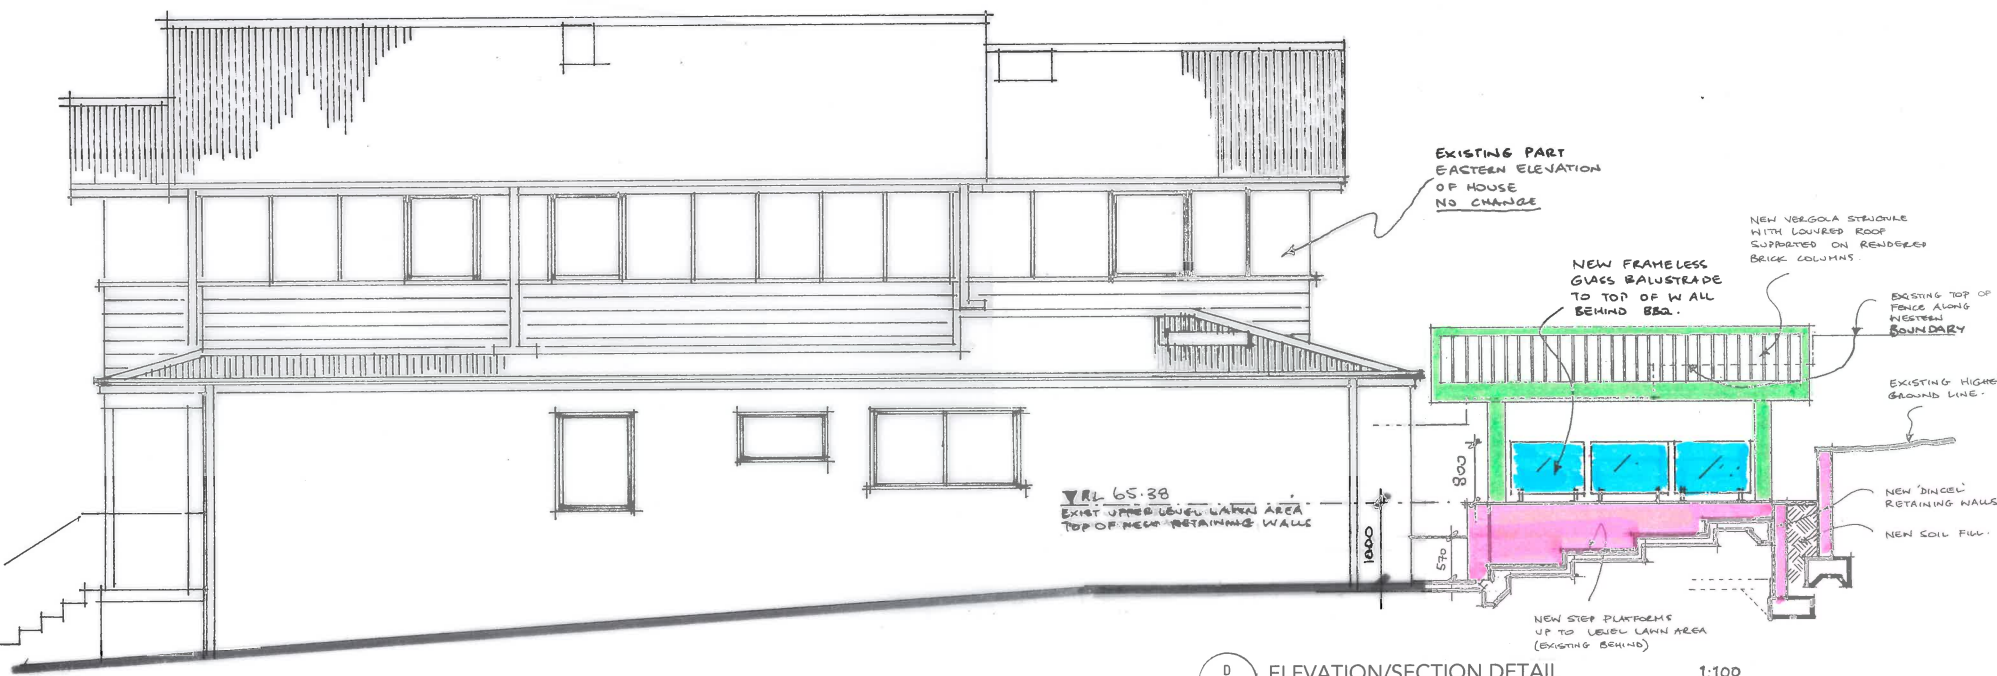 EXISTING PART
EASTERN ELEVATION
OF HOUSE
NO CHANGE
NEW VERGOLA STRUCTURE
WITH LOUVRED ROOF
SUPPORTED ON RENDERED
BRICK COLUMNS.
NEW FRAMELESS
GLASS BALUSTRADE
TO TOP OF WALL
BEHIND BBQ.
EXISTING TOP OF
FENCE ALONG
WESTERN
BOUNDARY
EXISTING HIGHE
GROUND LINE.
800
RL 65.38
EXIST UPPER LEVEL LAWN AREA
TOP OF NEW RETAINING WALLS
1000
570
NEW 'DINCEL'
RETAINING WALLS
NEW SOIL FILL.
NEW STEP PLATFORMS
UP TO LEVEL LAWN AREA
(EXISTING BEHIND)
D
ELEVATION/SECTION DETAIL
1:100